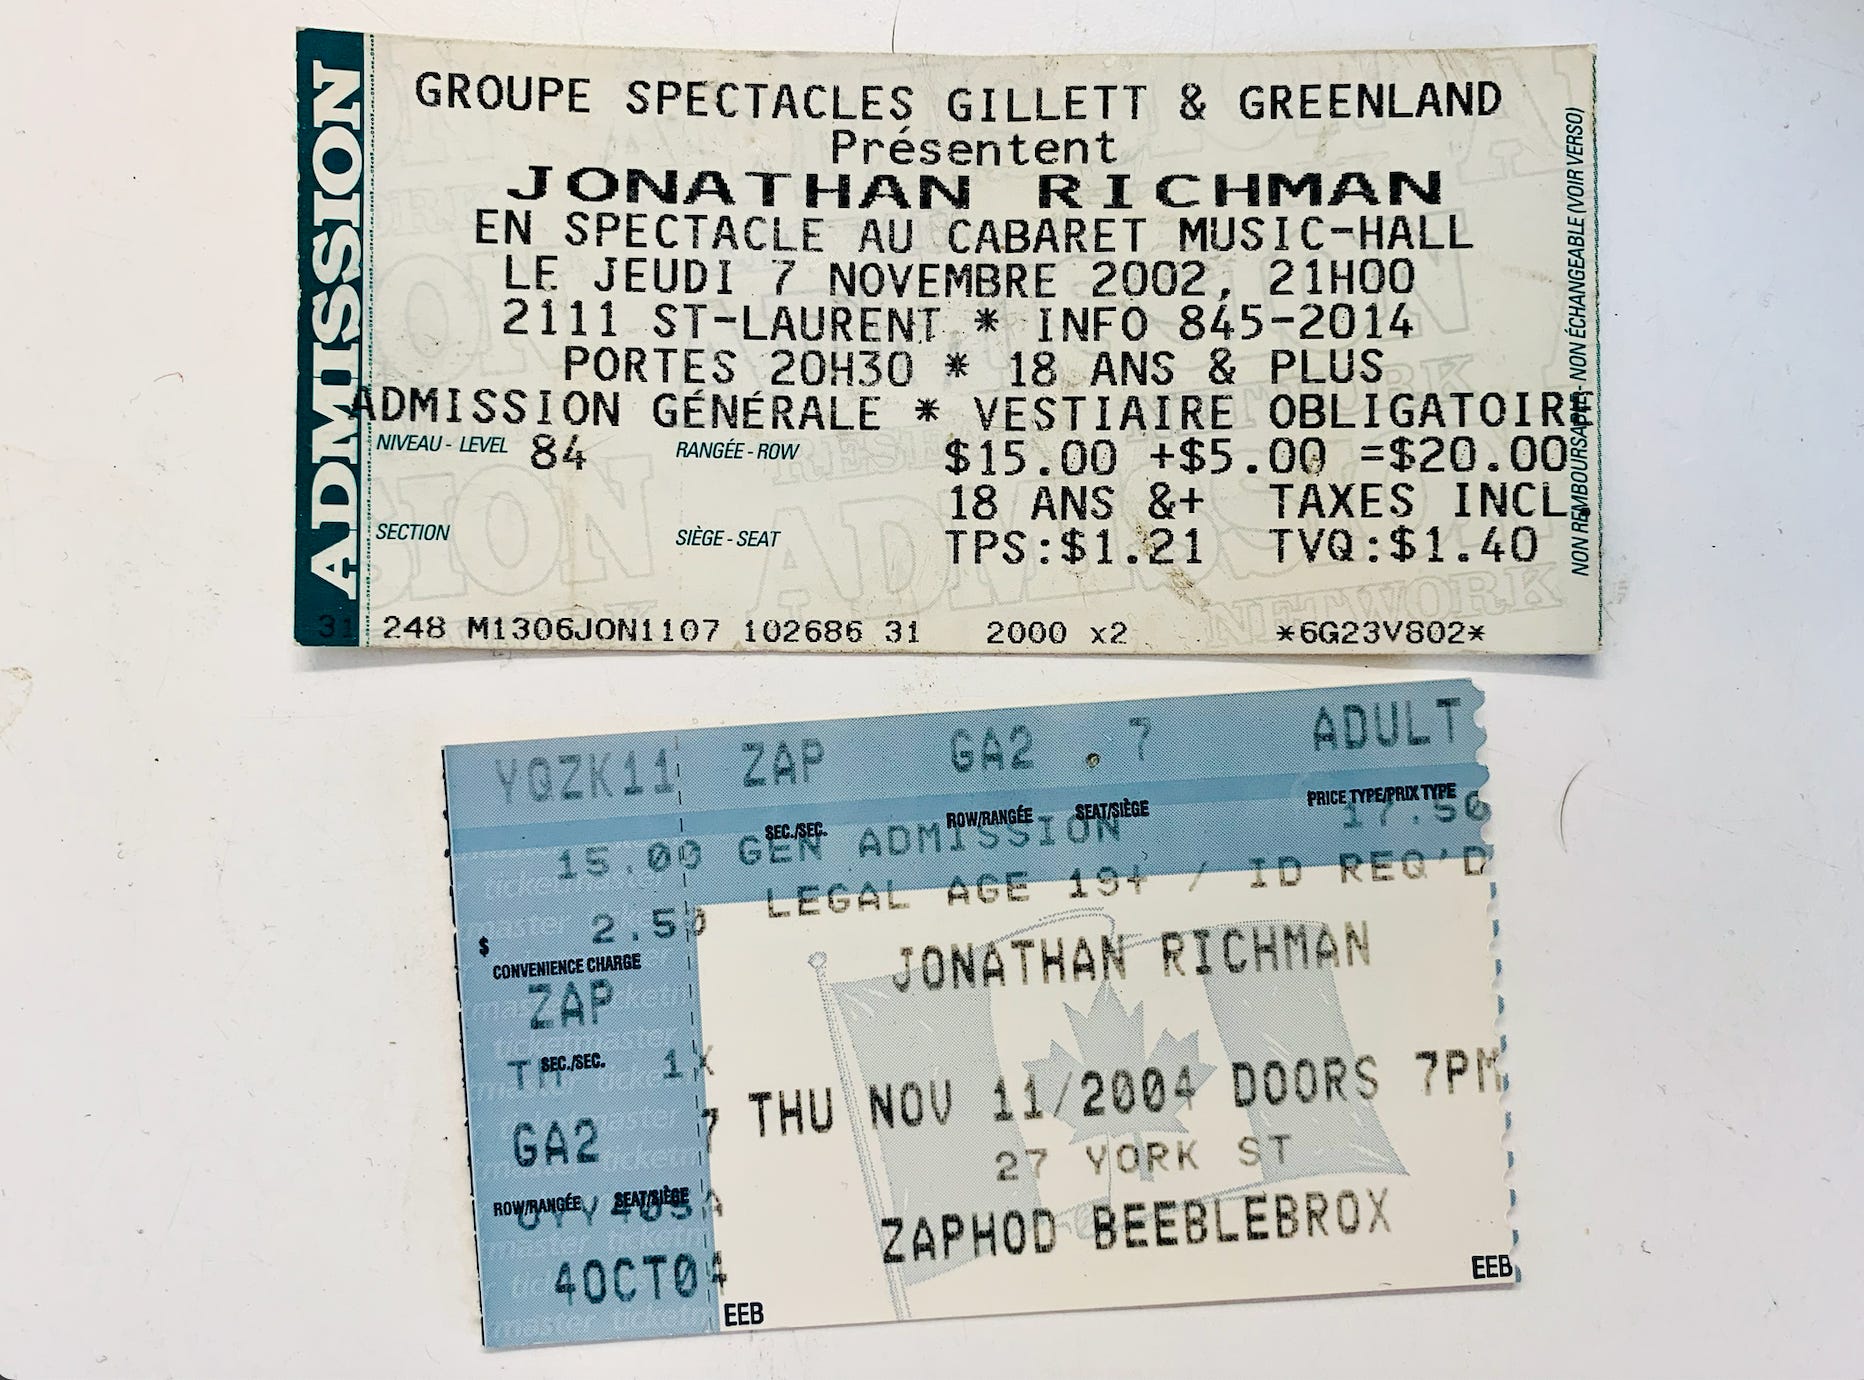 ADMISSION
GROUPE SPECTACLES GILLETT & GREENLAND
Présentent
JONATHAN RICHMAN
EN SPECTACLE AU CABARET MUSIC-HALL
LE JEUDI 7 NOVEMBRE 2002, 21H00
2111 ST-LAURENT * INFO 845-2014
PORTES 20H30 * 18 ANS & PLUS
ADMISSION GÉNÉRALE * VESTIAIRE OBLIGATOIRE
NIVEAU - LEVEL 84 RANGÉE - ROW $15.00 +$5.00 =$20.00
18 ANS &+ TAXES INCL.
SECTION SIÈGE - SEAT TPS:$1.21 TVQ:$1.40
31 248 M1306JON1107 102686 31 2000 x2 *6G23V802*
NON REMBOURSABLE - NON ÉCHANGEABLE (VOIR VERSO)
YQZK11 ZAP GA2 7 ADULT
SEC./SEC. ROW/RANGÉE SEAT/SIÈGE PRICE TYPE/PRIX TYPE
15.00 GEN ADMISSION 17.50
LEGAL AGE 19+ / ID REQ'D
$ 2.50
CONVENIENCE CHARGE
JONATHAN RICHMAN
ZAP
SEC./SEC.
TM 1X
THU NOV 11/2004 DOORS 7PM
GA2 7
27 YORK ST
ROW/RANGÉE SEAT/SIÈGE
ZAPHOD BEEBLEBROX
4OCT04
EEB EEB